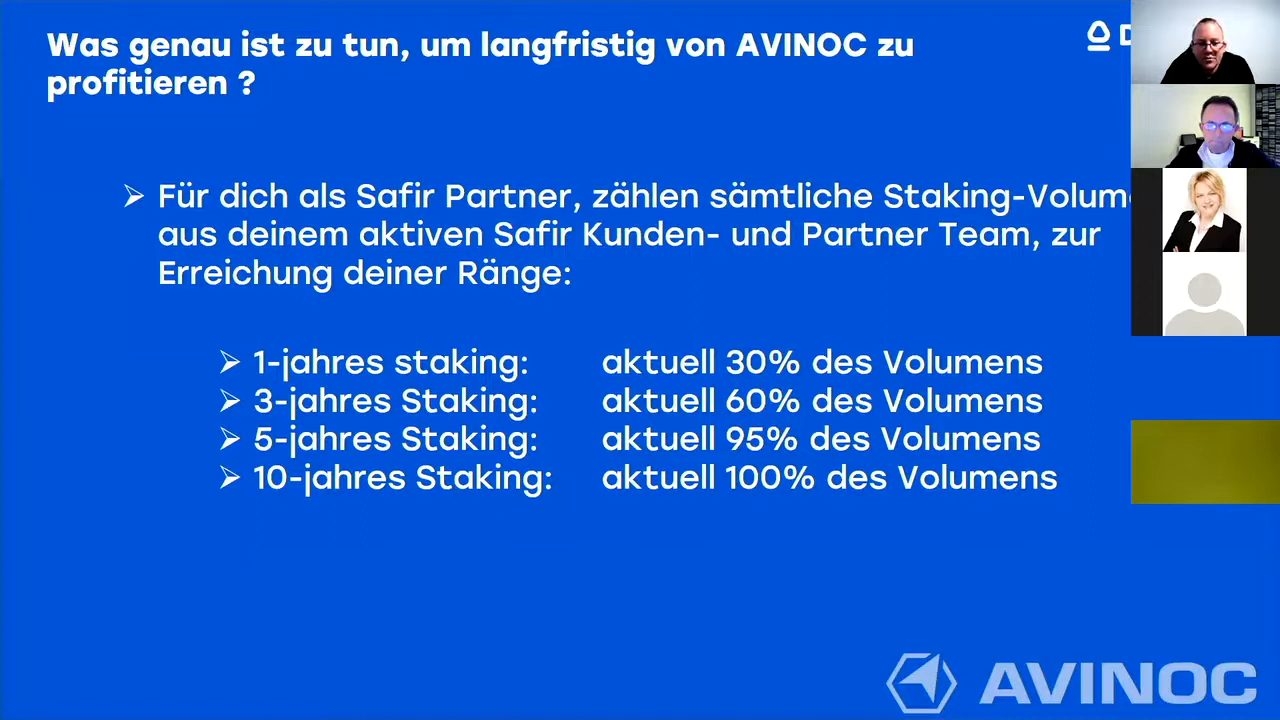 Was genau ist zu tun, um langfristig von AVINOC zu
profitieren ?
➢ Für dich als Safir Partner, zählen sämtliche
aus deinem aktiven Safir Kunden- und Partner Team, zur
Erreichung deiner Ränge:
➢ 1-jahres staking: aktuell 30% des Volumens
➢ 3-jahres Staking: aktuell 60% des Volumens
➢ 5-jahres Staking: aktuell 95% des Volumens
➢ 10-jahres Staking: aktuell 100% des Volumens
AVINOC